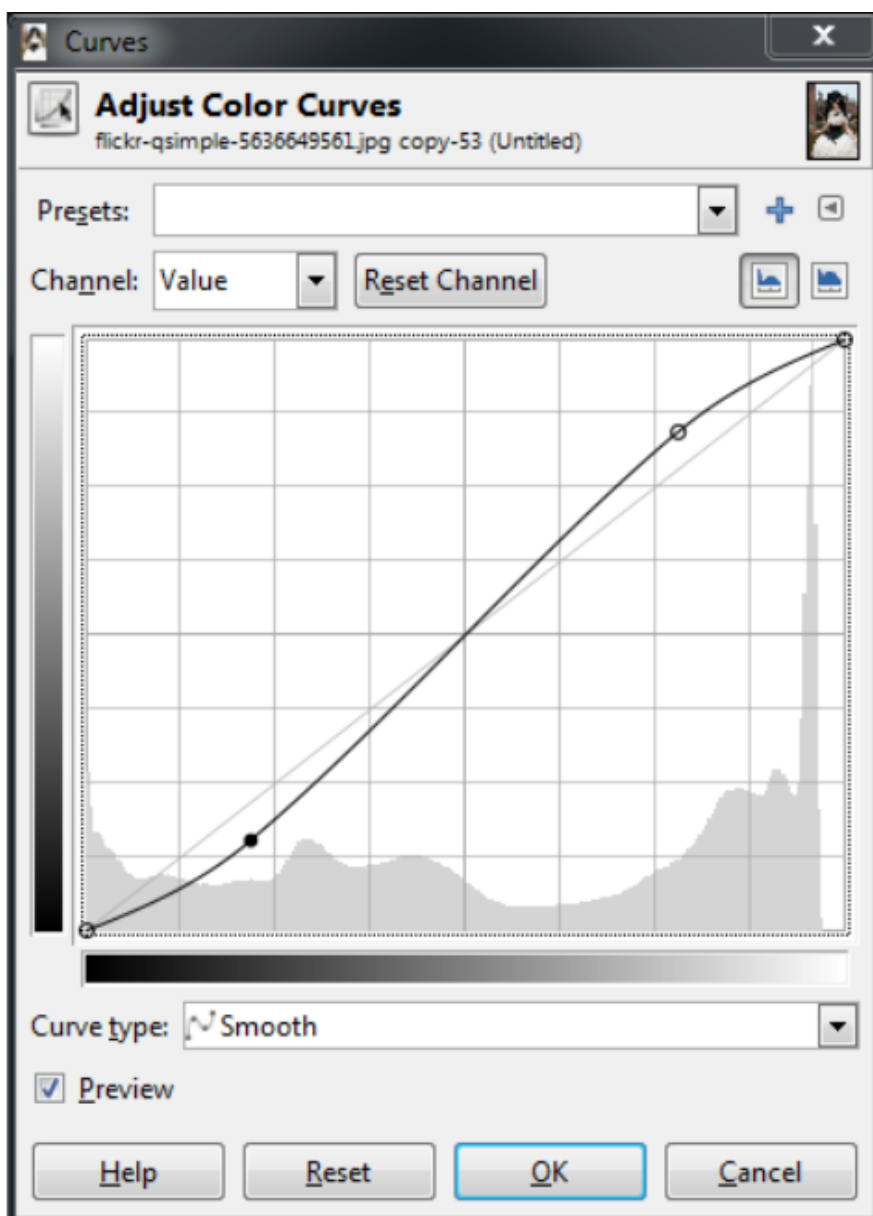 Curves
Adjust Color Curves
flickr-qsimple-5636649561.jpg copy-53 (Untitled)
Presets:
Channel: Value Reset Channel
Curve type: Smooth
Preview
Help Reset OK Cancel